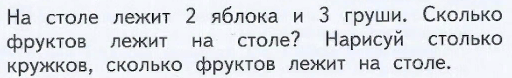 На столе лежит 2 яблока и 3 груши. Сколько
фруктов лежит на столе? Нарисуй столько
кружков, сколько фруктов лежит на столе.